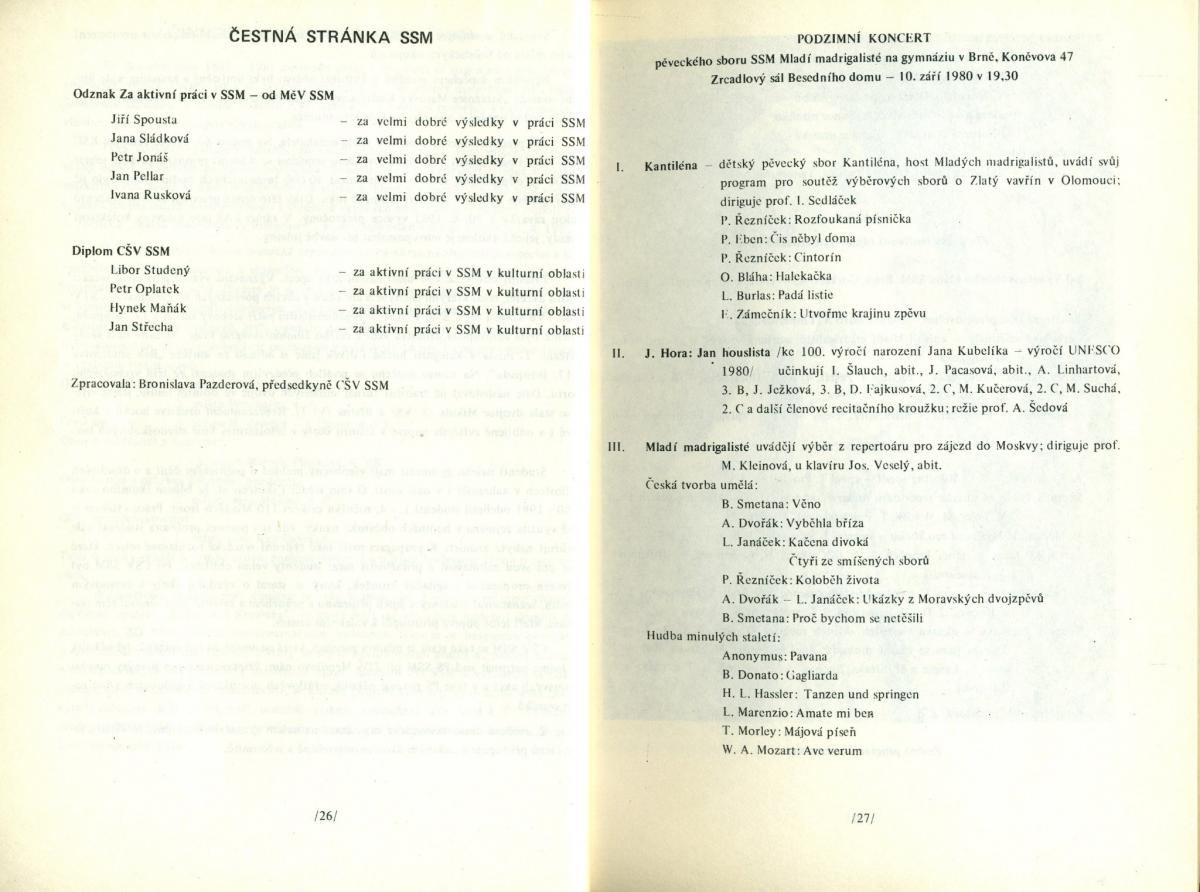 ČESTNÁ STRÁNKA SSM
Odznak Za aktivní práci v SSM – od MěV SSM
Jiří Spousta – za velmi dobré výsledky v práci SSM
Jana Sládková – za velmi dobré výsledky v práci SSM
Petr Jonáš – za velmi dobré výsledky v práci SSM
Jan Pellar – za velmi dobré výsledky v práci SSM
Ivana Rusková – za velmi dobré výsledky v práci SSM
Diplom CŠV SSM
Libor Studený – za aktivní práci v SSM v kulturní oblasti
Petr Oplatek – za aktivní práci v SSM v kulturní oblasti
Hynek Maňák – za aktivní práci v SSM v kulturní oblasti
Jan Střecha – za aktivní práci v SSM v kulturní oblasti
Zpracovala: Bronislava Pazderová, předsedkyně CŠV SSM
/26/
PODZIMNÍ KONCERT
pěveckého sboru SSM Mladí madrigalisté na gymnáziu v Brně, Koněvova 47
Zrcadlový sál Besedního domu – 10. září 1980 v 19,30
I. Kantiléna – dětský pěvecký sbor Kantiléna, host Mladých madrigalistů, uvádí svůj
program pro soutěž výběrových sborů o Zlatý vavřín v Olomouci;
diriguje prof. I. Sedláček
P. Řezníček: Rozfoukaná písnička
P. Eben: Čis něbyl ďoma
P. Řezníček: Cintorín
O. Bláha: Halekačka
L. Burlas: Padá listie
E. Zámečník: Utvořme krajinu zpěvu
II. J. Hora: Jan houslista /ke 100. výročí narození Jana Kubelíka – výročí UNESCO
1980/ – učinkují I. Šlauch, abit., J. Pacasová, abit., A. Linhartová,
3. B, J. Ježková, 3. B, D. Fajkusová, 2. C, M. Kučerová, 2. C, M. Suchá,
2. C a další členové recitačního kroužku; režie prof. A. Šedová
III. Mladí madrigalisté uvádějí výběr z repertoáru pro zájezd do Moskvy; diriguje prof.
M. Kleinová, u klavíru Jos. Veselý, abit.
Česká tvorba umělá:
B. Smetana: Věno
A. Dvořák: Vyběhla bříza
L. Janáček: Kačena divoká
Čtyři ze smíšených sborů
P. Řezníček: Koloběh života
A. Dvořák – L. Janáček: Ukázky z Moravských dvojzpěvů
B. Smetana: Proč bychom se netěšili
Hudba minulých staletí:
Anonymus: Pavana
B. Donato: Gagliarda
H. L. Hassler: Tanzen und springen
L. Marenzio: Amate mi ben
T. Morley: Májová píseň
W. A. Mozart: Ave verum
/27/